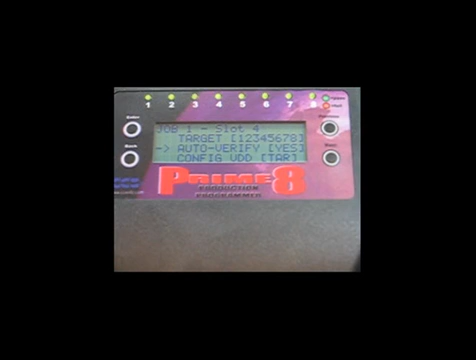 1 2 3 4 5 6 7 8
Enter
Back
JOB 1 - Slot 4
TARGET [12345678]
-> AUTO-VERIFY [YES]
CONFIG VDD [TAR]
PRIME8
PRODUCTION
PROGRAMMER